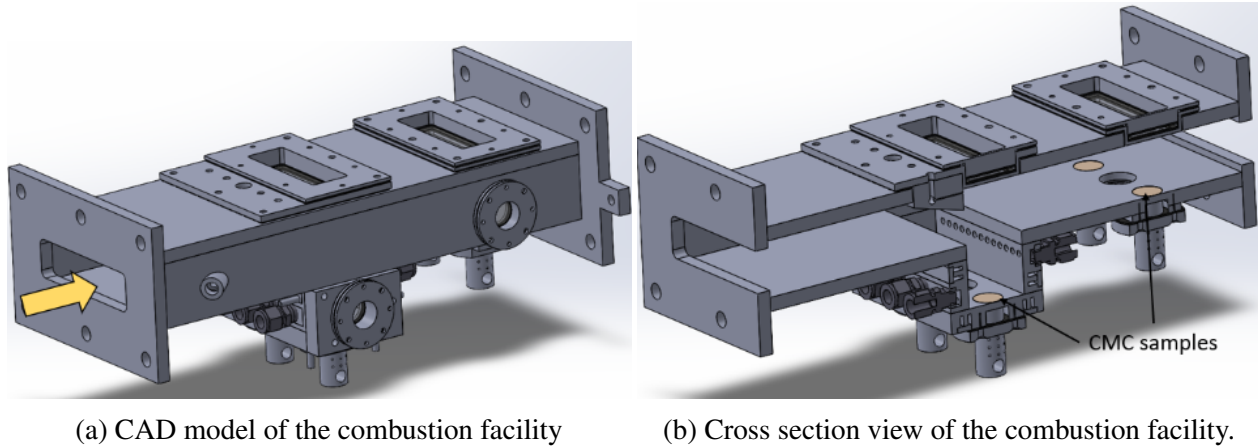 CMC samples
(a) CAD model of the combustion facility
(b) Cross section view of the combustion facility.